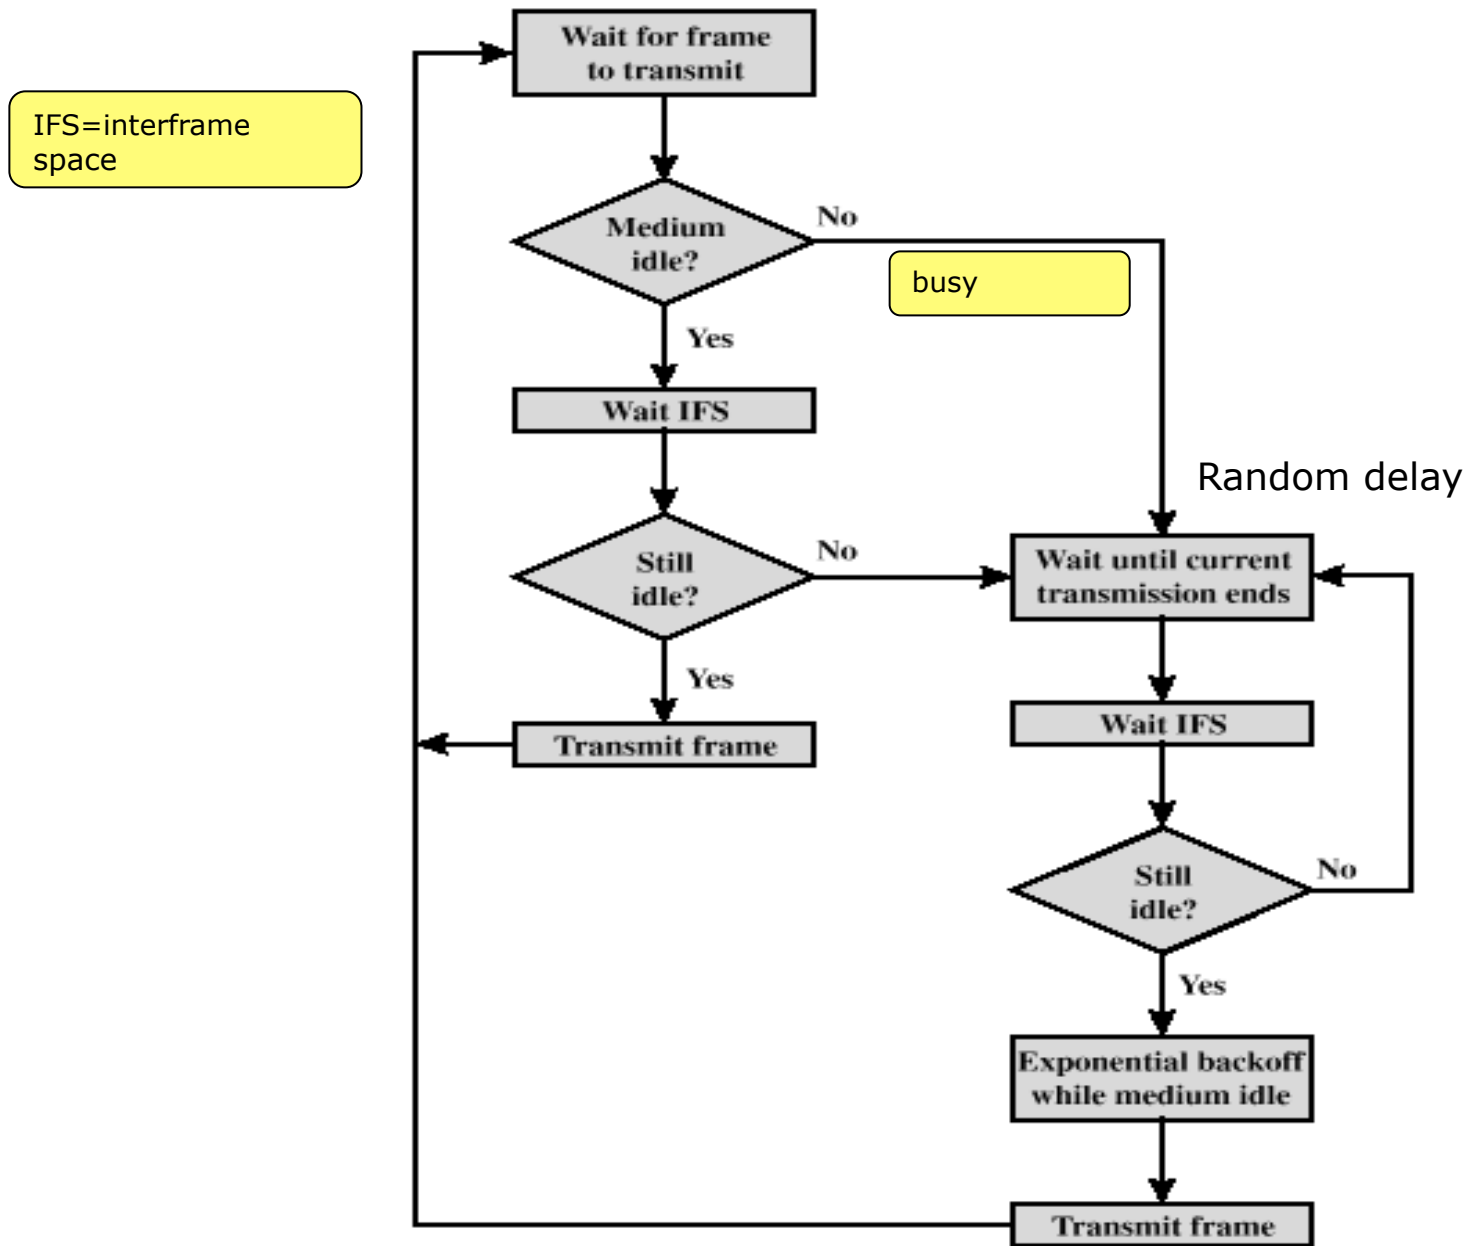 Wait for frame
to transmit
IFS=interframe
space
Medium
idle?
No
busy
Yes
Wait IFS
Random delay
Still
idle?
No
Wait until current
transmission ends
Yes
Transmit frame
Wait IFS
Still
idle?
No
Yes
Exponential backoff
while medium idle
Transmit frame